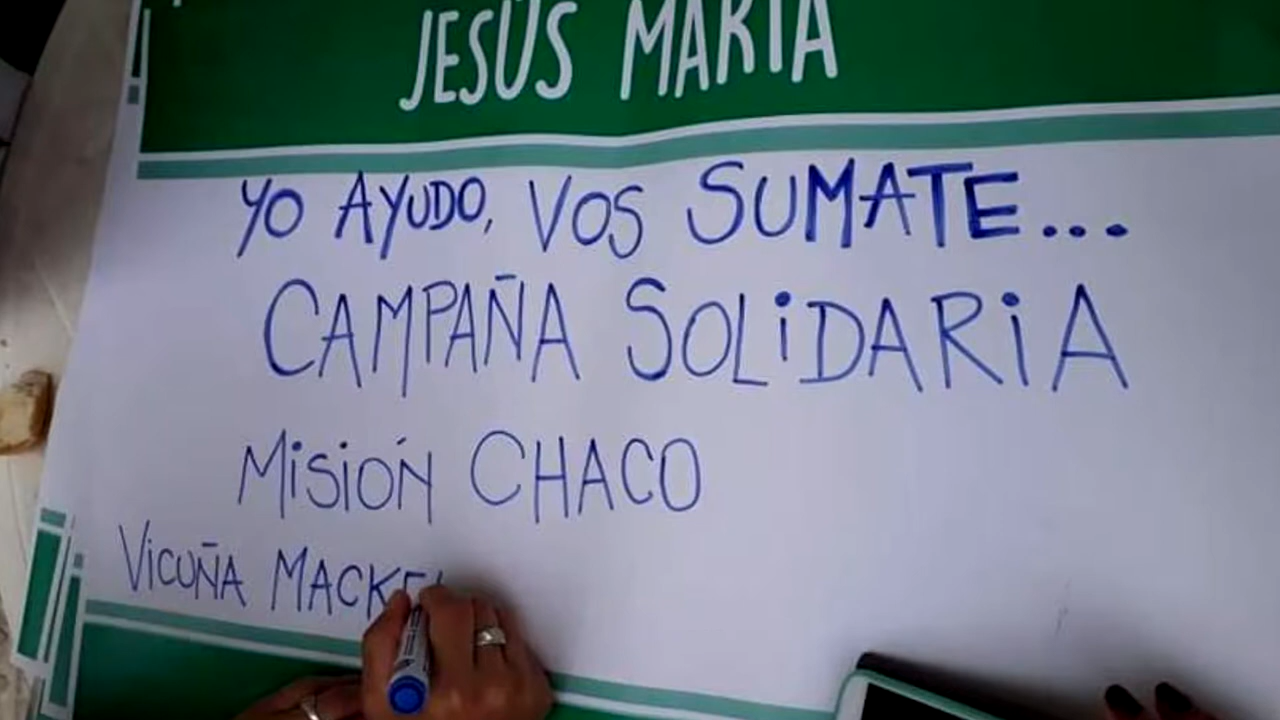 JESÚS MARÍA
YO AYUDO, VOS SUMATE...
CAMPAÑA SOLIDARIA
MISIÓN CHACO
VICUÑA